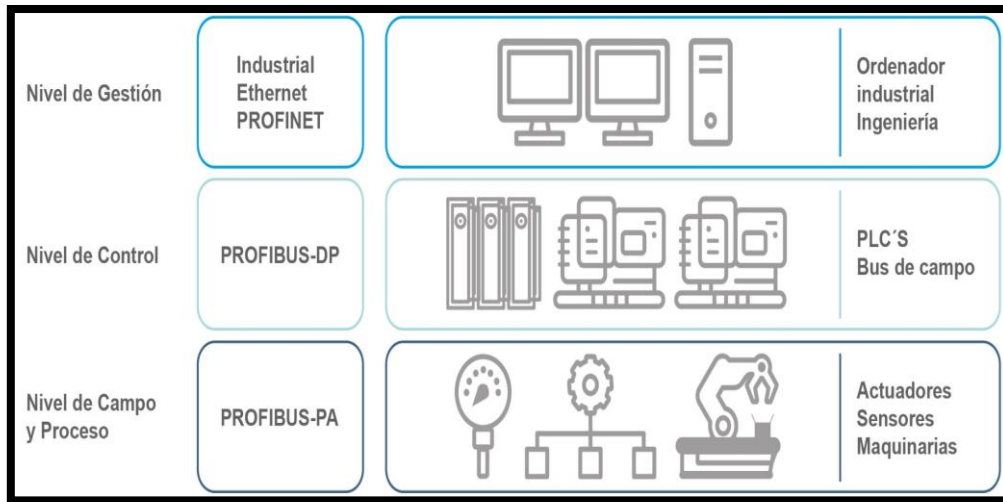 Nivel de Gestión
Industrial
Ethernet
PROFINET
Ordenador
industrial
Ingeniería
Nivel de Control
PROFIBUS-DP
PLC´S
Bus de campo
Nivel de Campo
y Proceso
PROFIBUS-PA
Actuadores
Sensores
Maquinarias